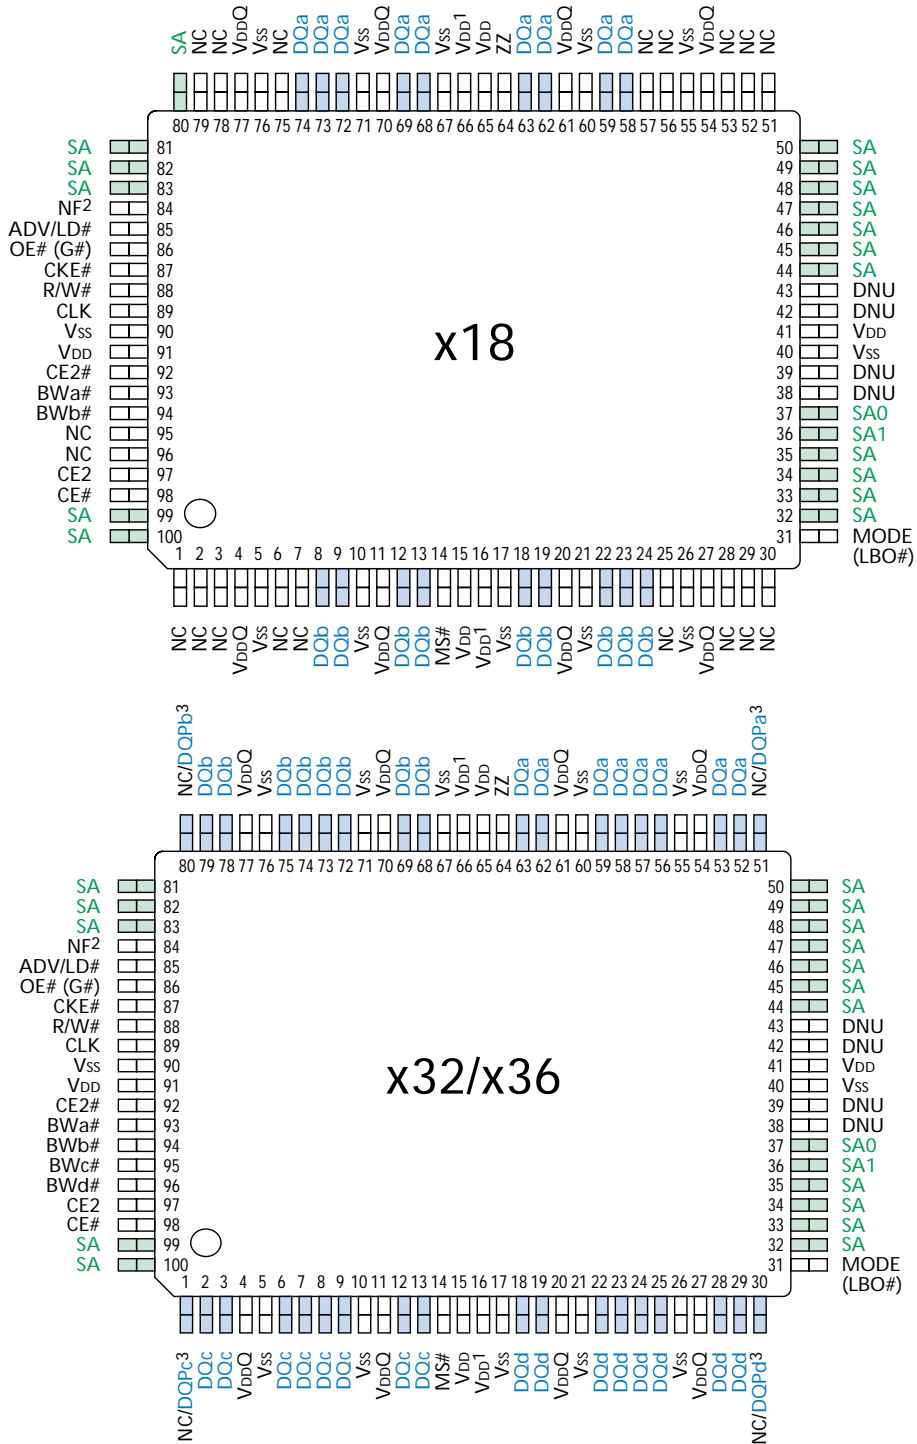 SA NC NC VDDQ VSS NC DQa DQa DQa VSS VDDQ DQa DQa VSS VDD1 VDD ZZ DQa DQa VDDQ VSS DQa DQa NC NC VSS VDDQ NC NC NC
80 79 78 77 76 75 74 73 72 71 70 69 68 67 66 65 64 63 62 61 60 59 58 57 56 55 54 53 52 51
SA 81 50 SA
SA 82 49 SA
SA 83 48 SA
NF2 84 47 SA
ADV/LD# 85 46 SA
OE# (G#) 86 45 SA
CKE# 87 44 SA
R/W# 88 43 DNU
CLK 89 42 DNU
VSS 90 41 VDD
x18
VDD 91 40 VSS
CE2# 92 39 DNU
BWa# 93 38 DNU
BWb# 94 37 SA0
NC 95 36 SA1
NC 96 35 SA
CE2 97 34 SA
CE# 98 33 SA
SA 99 32 SA
SA 100 31 MODE
(LBO#)
1 2 3 4 5 6 7 8 9 10 11 12 13 14 15 16 17 18 19 20 21 22 23 24 25 26 27 28 29 30
NC NC NC VDDQ VSS NC NC DQb DQb VSS VDDQ DQb DQb MS# VDD VDD1 VSS DQb DQb VDDQ VSS DQb DQb DQb NC VSS VDDQ NC NC NC
NC/DQPb3 DQb DQb VDDQ VSS DQb DQb DQb DQb VSS VDDQ DQb DQb VSS VDD1 VDD ZZ DQa DQa VDDQ VSS DQa DQa DQa DQa VSS VDDQ DQa DQa NC/DQPa3
80 79 78 77 76 75 74 73 72 71 70 69 68 67 66 65 64 63 62 61 60 59 58 57 56 55 54 53 52 51
SA 81 50 SA
SA 82 49 SA
SA 83 48 SA
NF2 84 47 SA
ADV/LD# 85 46 SA
OE# (G#) 86 45 SA
CKE# 87 44 SA
R/W# 88 43 DNU
CLK 89 42 DNU
VSS 90 41 VDD
x32/x36
VDD 91 40 VSS
CE2# 92 39 DNU
BWa# 93 38 DNU
BWb# 94 37 SA0
BWc# 95 36 SA1
BWd# 96 35 SA
CE2 97 34 SA
CE# 98 33 SA
SA 99 32 SA
SA 100 31 MODE
(LBO#)
1 2 3 4 5 6 7 8 9 10 11 12 13 14 15 16 17 18 19 20 21 22 23 24 25 26 27 28 29 30
NC/DQPc3 DQc DQc VDDQ VSS DQc DQc DQc DQc VSS VDDQ DQc DQc MS# VDD VDD1 VSS DQd DQd VDDQ VSS DQd DQd DQd DQd VSS VDDQ DQd DQd NC/DQPd3